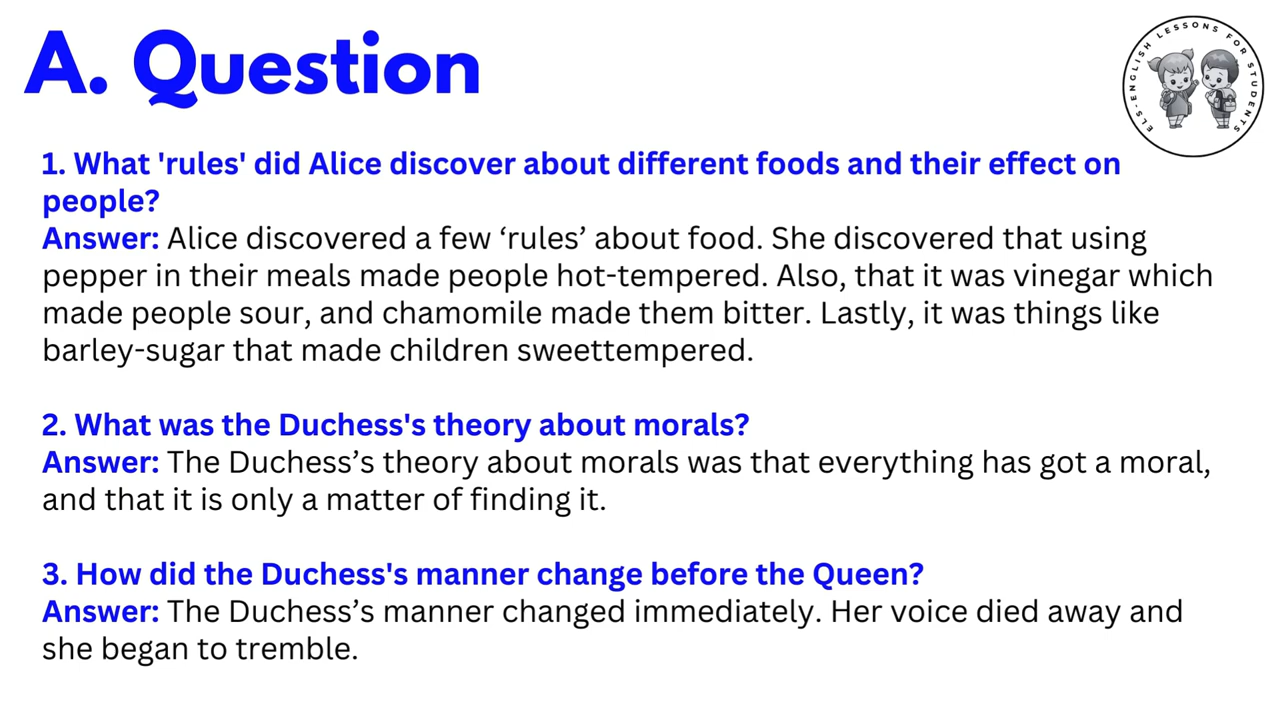 A. Question
ELS-ENGLISH LESSONS FOR STUDENTS
1. What 'rules' did Alice discover about different foods and their effect on
people?
Answer: Alice discovered a few ‘rules’ about food. She discovered that using
pepper in their meals made people hot-tempered. Also, that it was vinegar which
made people sour, and chamomile made them bitter. Lastly, it was things like
barley-sugar that made children sweettempered.
2. What was the Duchess's theory about morals?
Answer: The Duchess’s theory about morals was that everything has got a moral,
and that it is only a matter of finding it.
3. How did the Duchess's manner change before the Queen?
Answer: The Duchess’s manner changed immediately. Her voice died away and
she began to tremble.